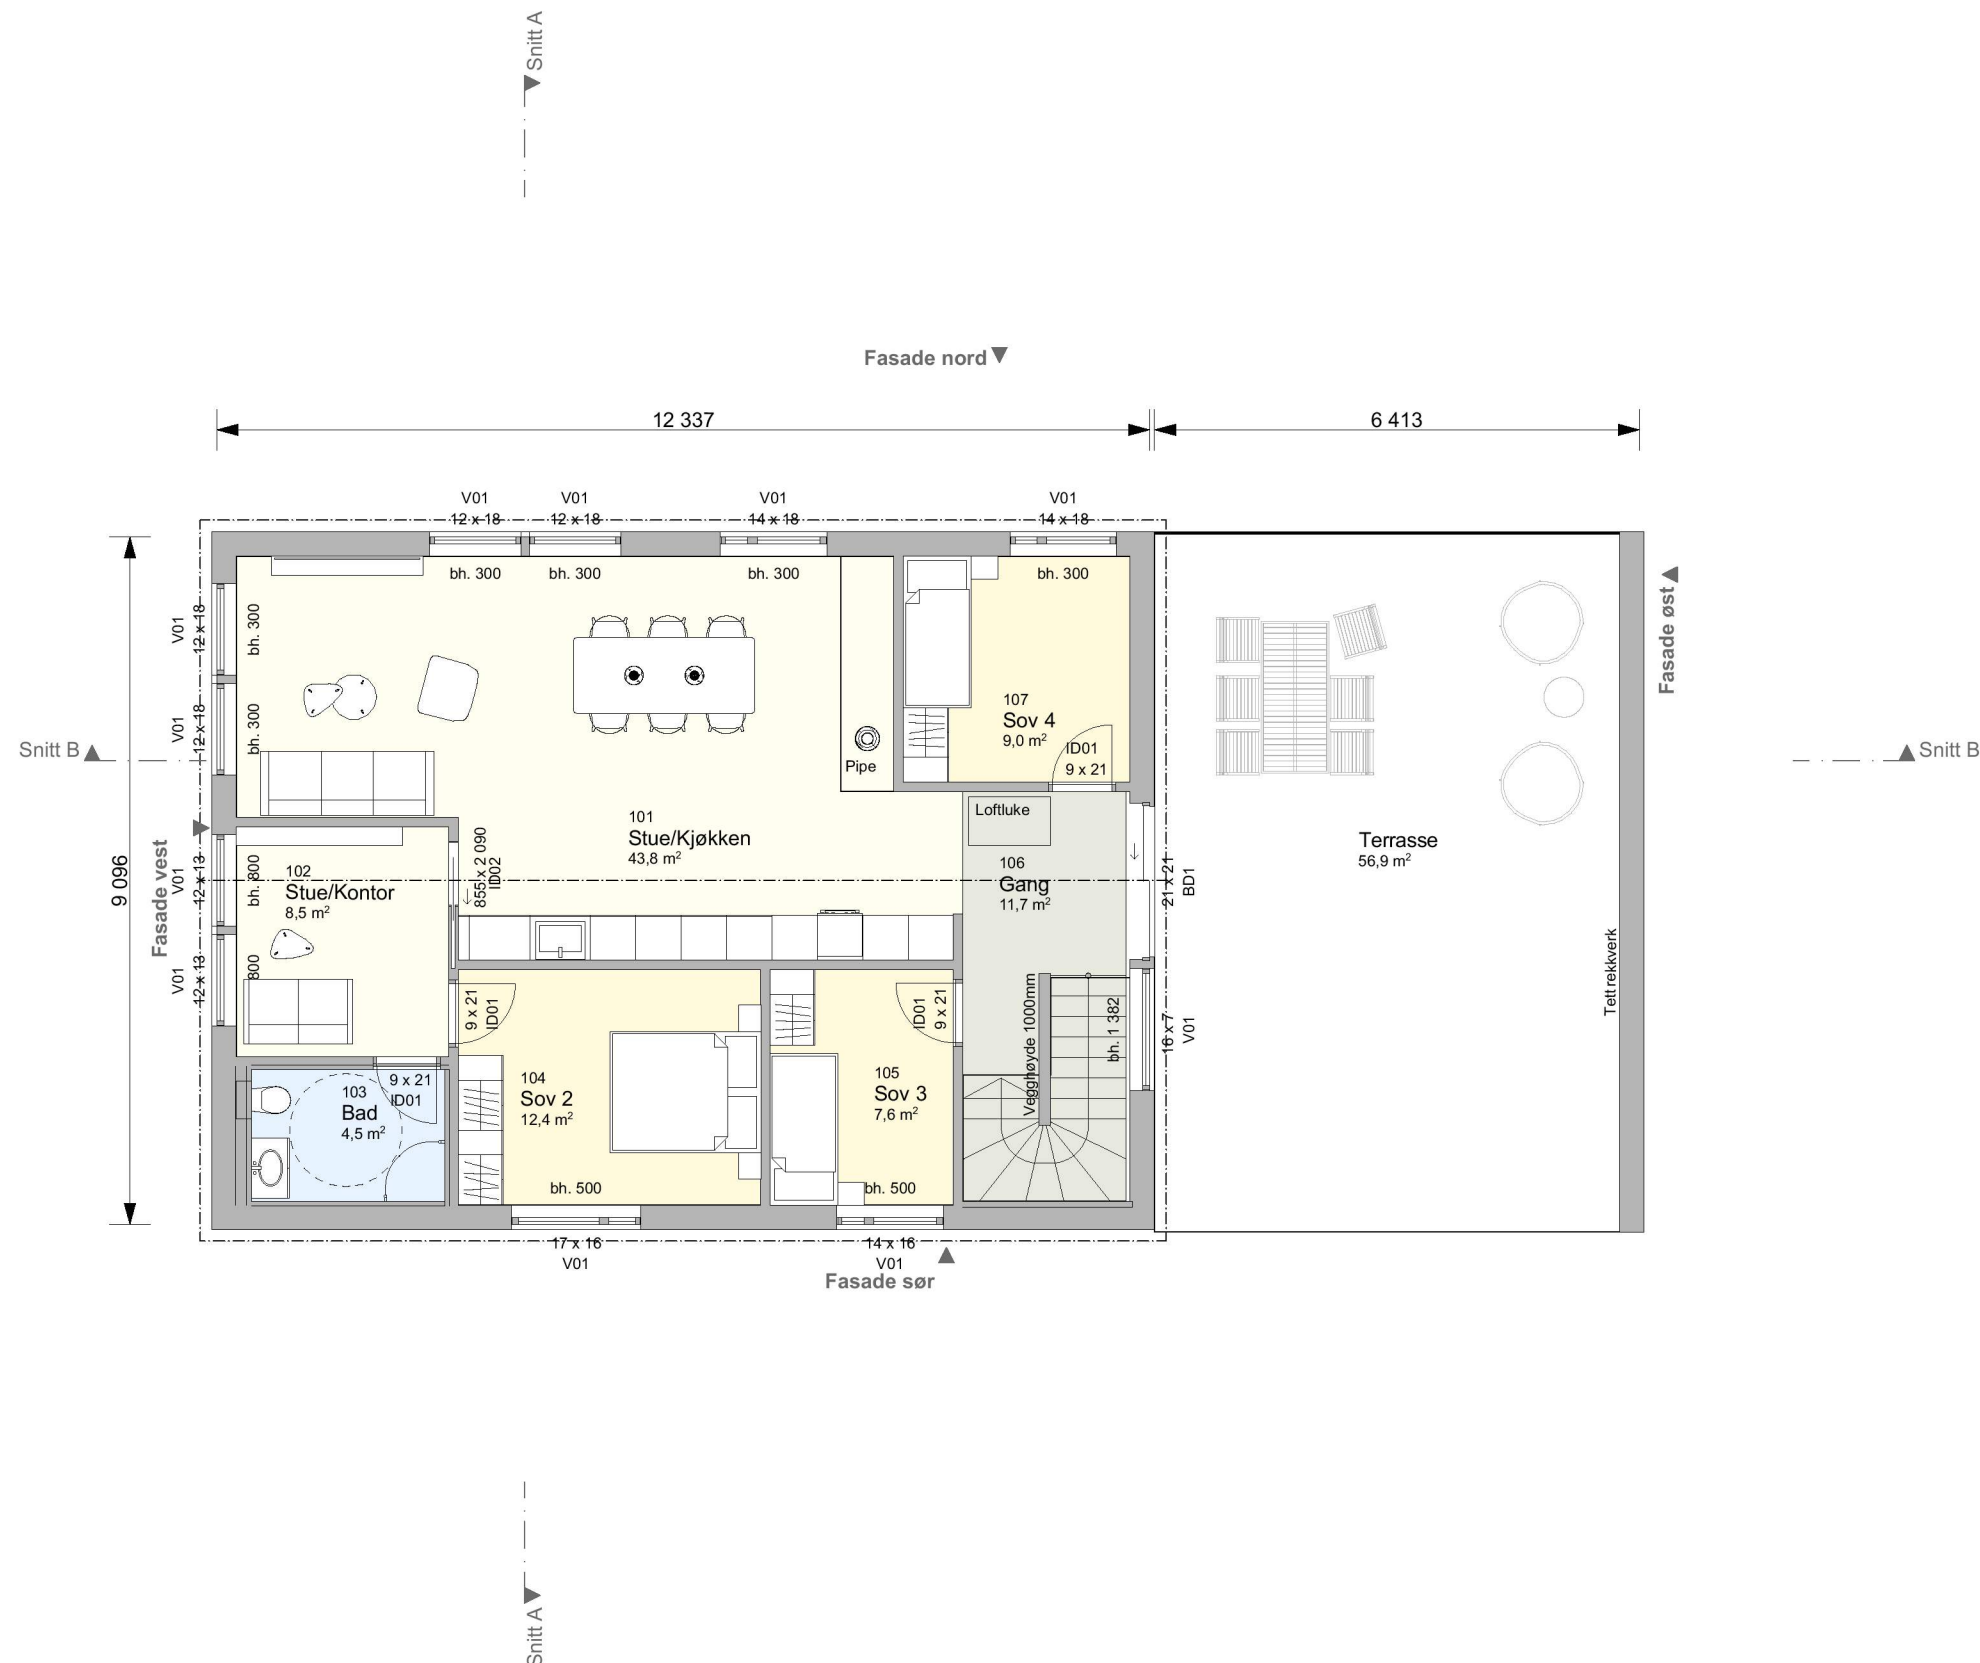 Snitt A
Fasade nord
12 337
6 413
V01
12 x 18
V01
12 x 18
V01
14 x 18
V01
14 x 18
bh. 300
bh. 300
bh. 300
bh. 300
V01
12 x 18
bh. 300
V01
12 x 18
bh. 300
Fasade øst
107
Sov 4
9,0 m²
ID01
9 x 21
Pipe
Snitt B
Snitt B
Loftluke
101
Stue/Kjøkken
43,8 m²
855 x 2 090
ID02
Terrasse
56,9 m²
9 096
Fasade vest
V01
12 x 13
bh. 800
102
Stue/Kontor
8,5 m²
106
Gang
11,7 m²
21 x 21
BD1
V01
12 x 13
800
Tett rekkverk
9 x 21
ID01
ID01
9 x 21
Vegghøyde 1000mm
bh. 1 382
16 x 7
V01
9 x 21
ID01
103
Bad
4,5 m²
104
Sov 2
12,4 m²
105
Sov 3
7,6 m²
bh. 500
bh. 500
17 x 16
V01
14 x 16
V01
Fasade sør
Snitt A